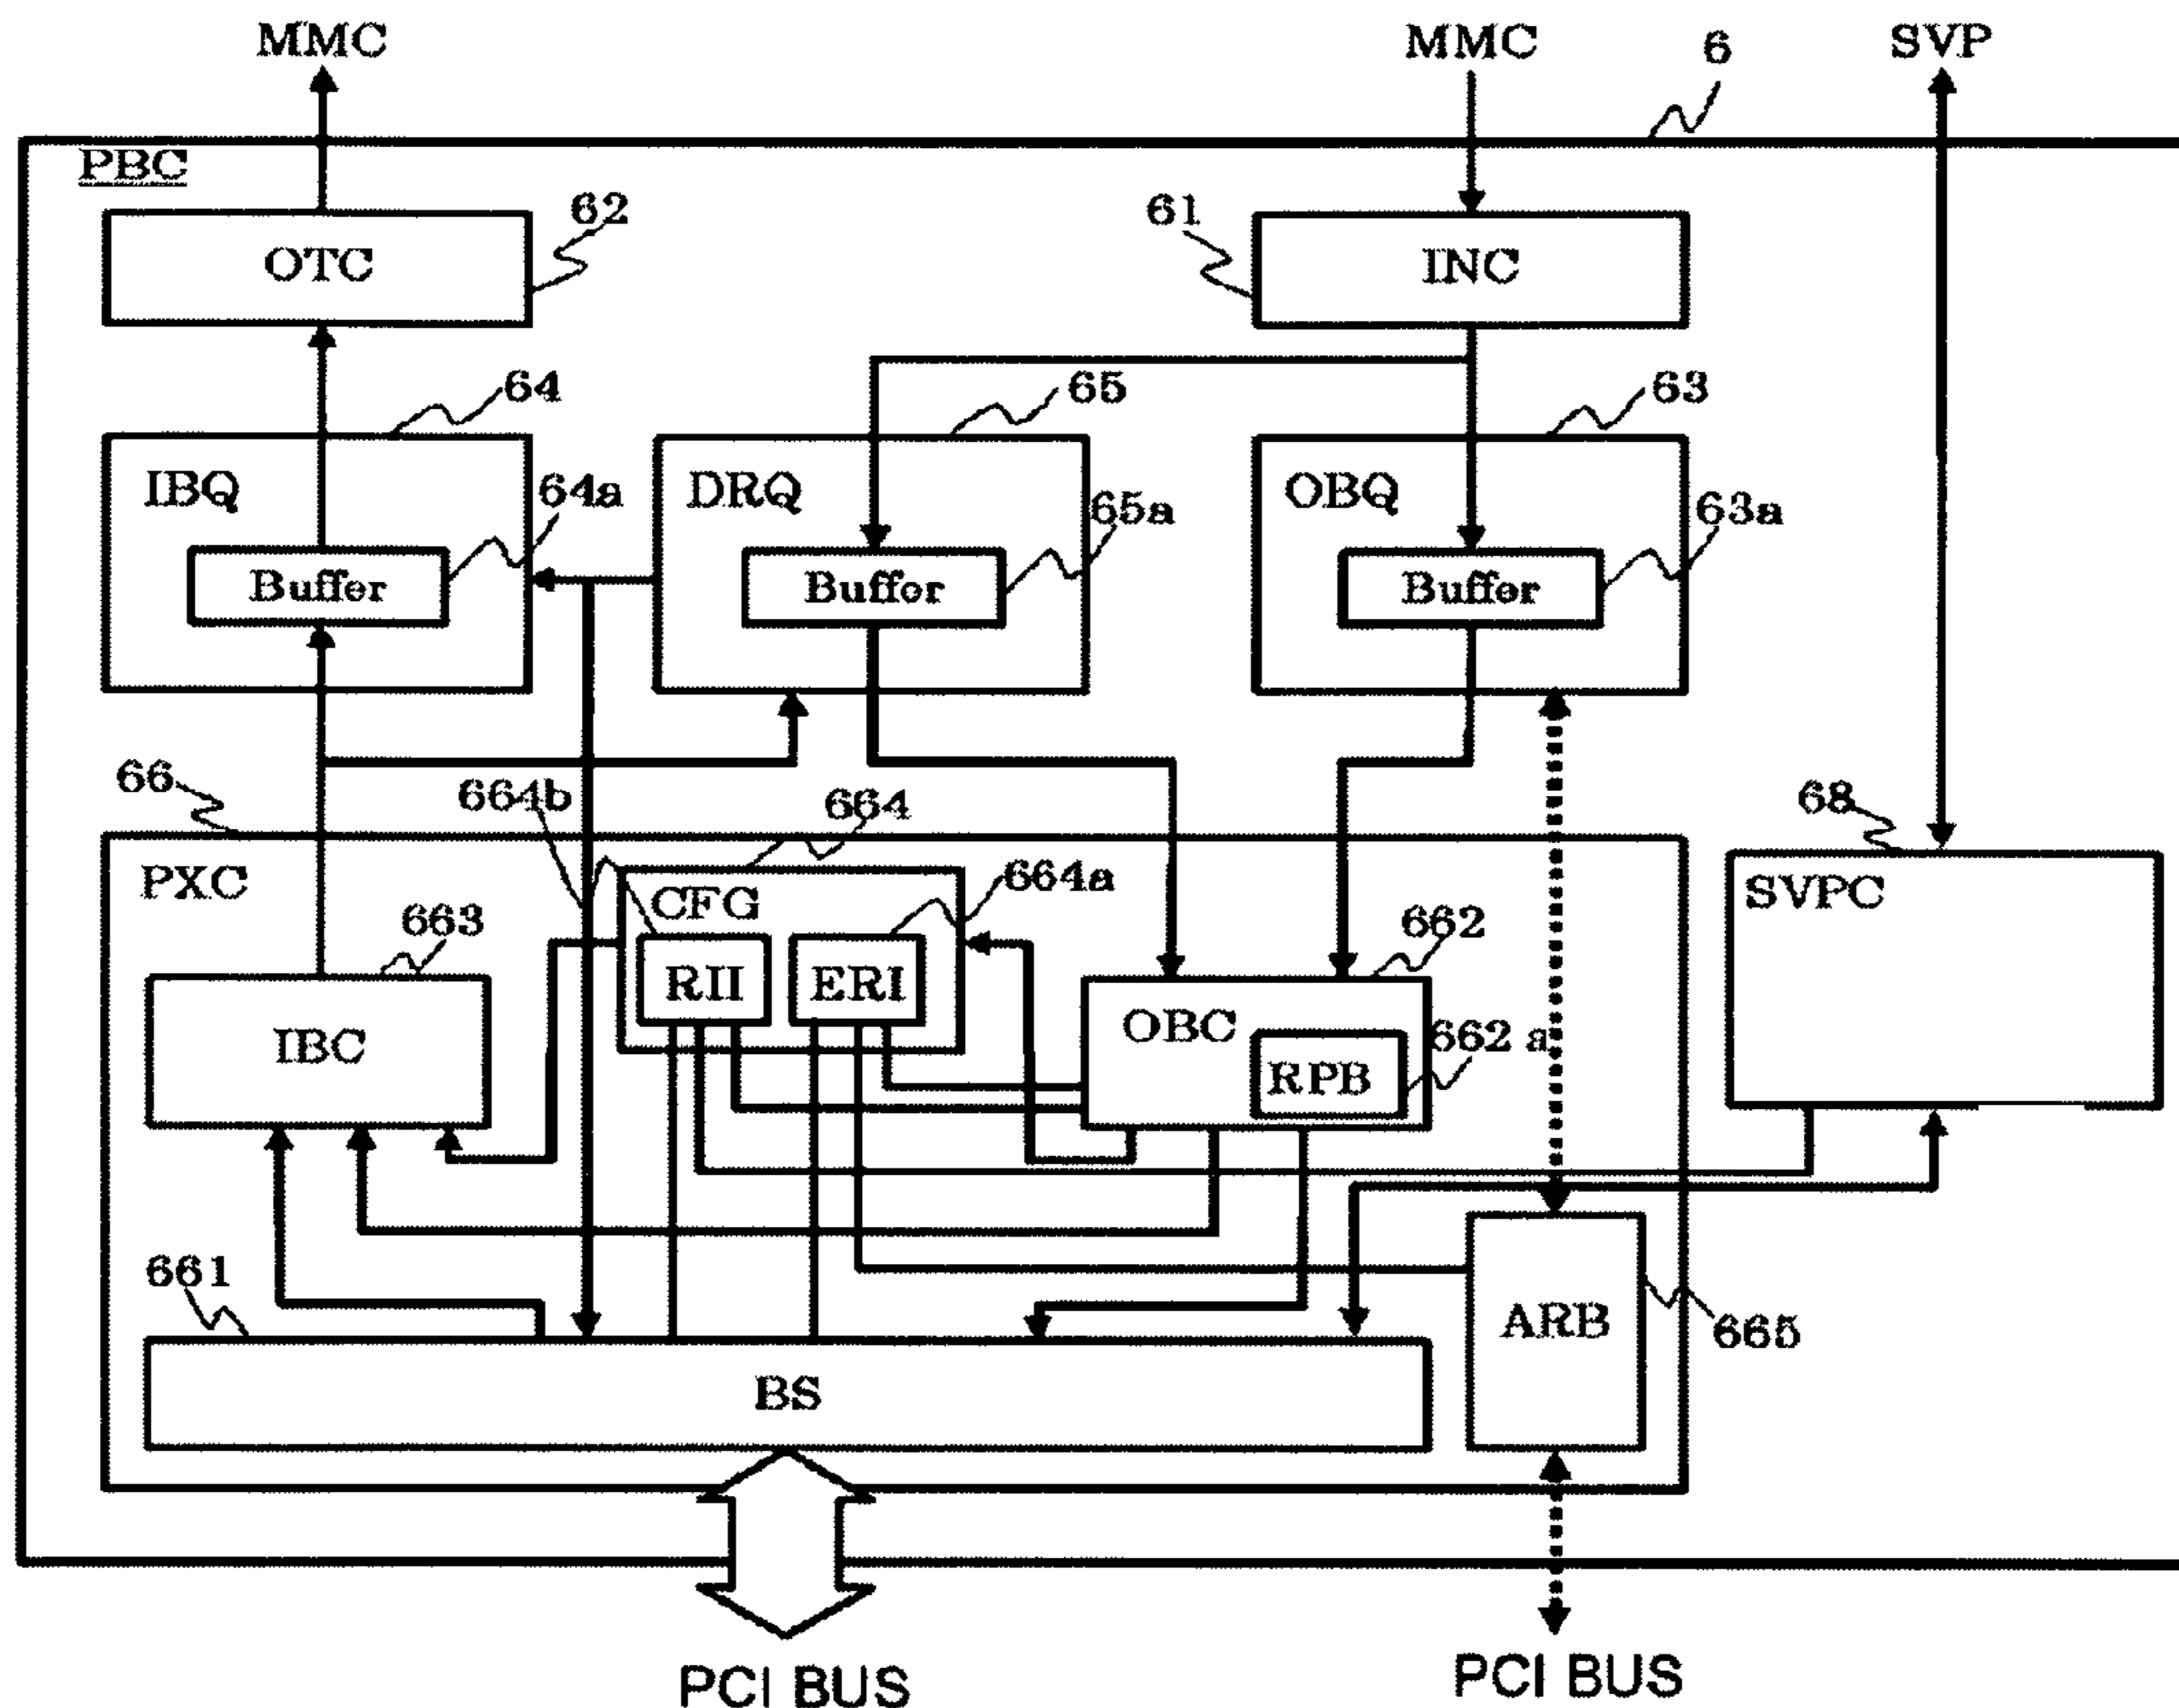 MMC
MMC
6
SVP
PBC
62
61
OTC
INC
64
65
63
IBQ
64a
DRQ
65a
OBQ
63a
Buffer
Buffer
Buffer
66
664b
664
68
PXC
CFG
664a
SVPC
663
662
RII
ERI
IBC
OBC
662 a
RPB
661
ARB
665
BS
PCI BUS
PCI BUS